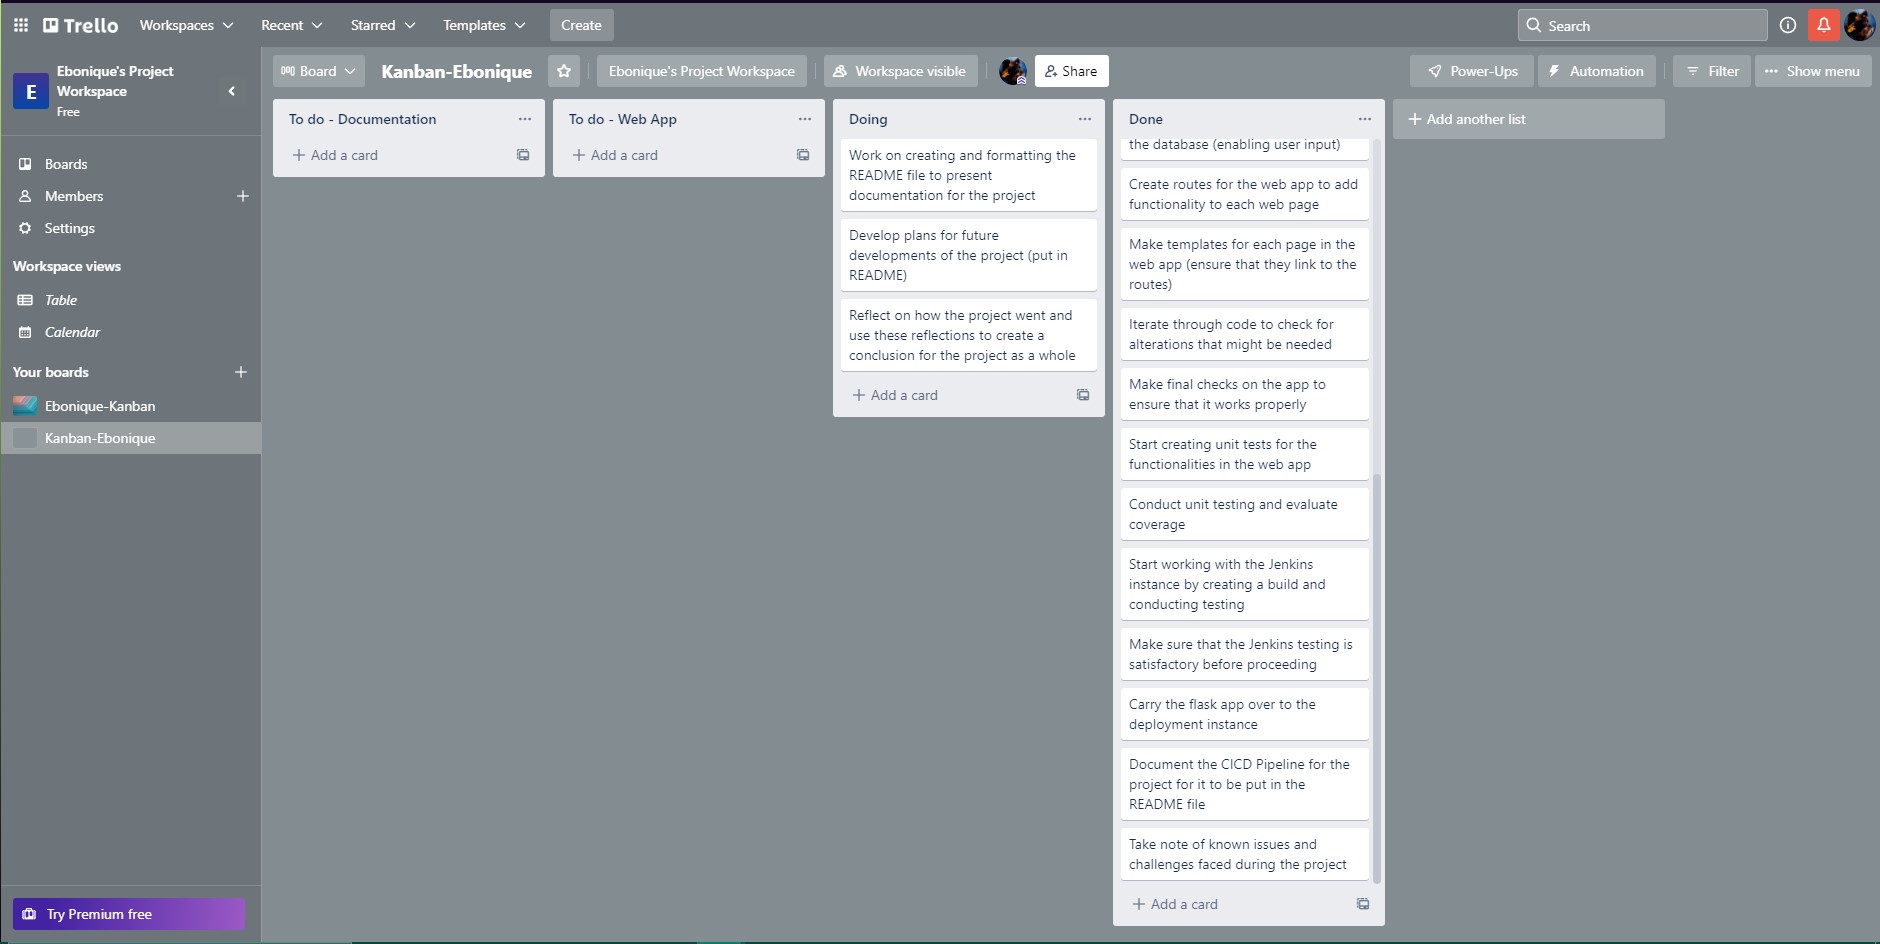 Trello
Workspaces
Recent
Starred
Templates
Create
Search
E
Ebonique's Project
Workspace
Free
Board
Kanban-Ebonique
Ebonique's Project Workspace
Workspace visible
Share
Power-Ups
Automation
Filter
Show menu
Boards
Members
Settings
Workspace views
Table
Calendar
Your boards
Ebonique-Kanban
Kanban-Ebonique
Try Premium free
To do - Documentation
Add a card
To do - Web App
Add a card
Doing
Work on creating and formatting the
README file to present
documentation for the project
Develop plans for future
developments of the project (put in
README)
Reflect on how the project went and
use these reflections to create a
conclusion for the project as a whole
Add a card
Done
the database (enabling user input)
Create routes for the web app to add
functionality to each web page
Make templates for each page in the
web app (ensure that they link to the
routes)
Iterate through code to check for
alterations that might be needed
Make final checks on the app to
ensure that it works properly
Start creating unit tests for the
functionalities in the web app
Conduct unit testing and evaluate
coverage
Start working with the Jenkins
instance by creating a build and
conducting testing
Make sure that the Jenkins testing is
satisfactory before proceeding
Carry the flask app over to the
deployment instance
Document the CICD Pipeline for the
project for it to be put in the
README file
Take note of known issues and
challenges faced during the project
Add a card
Add another list